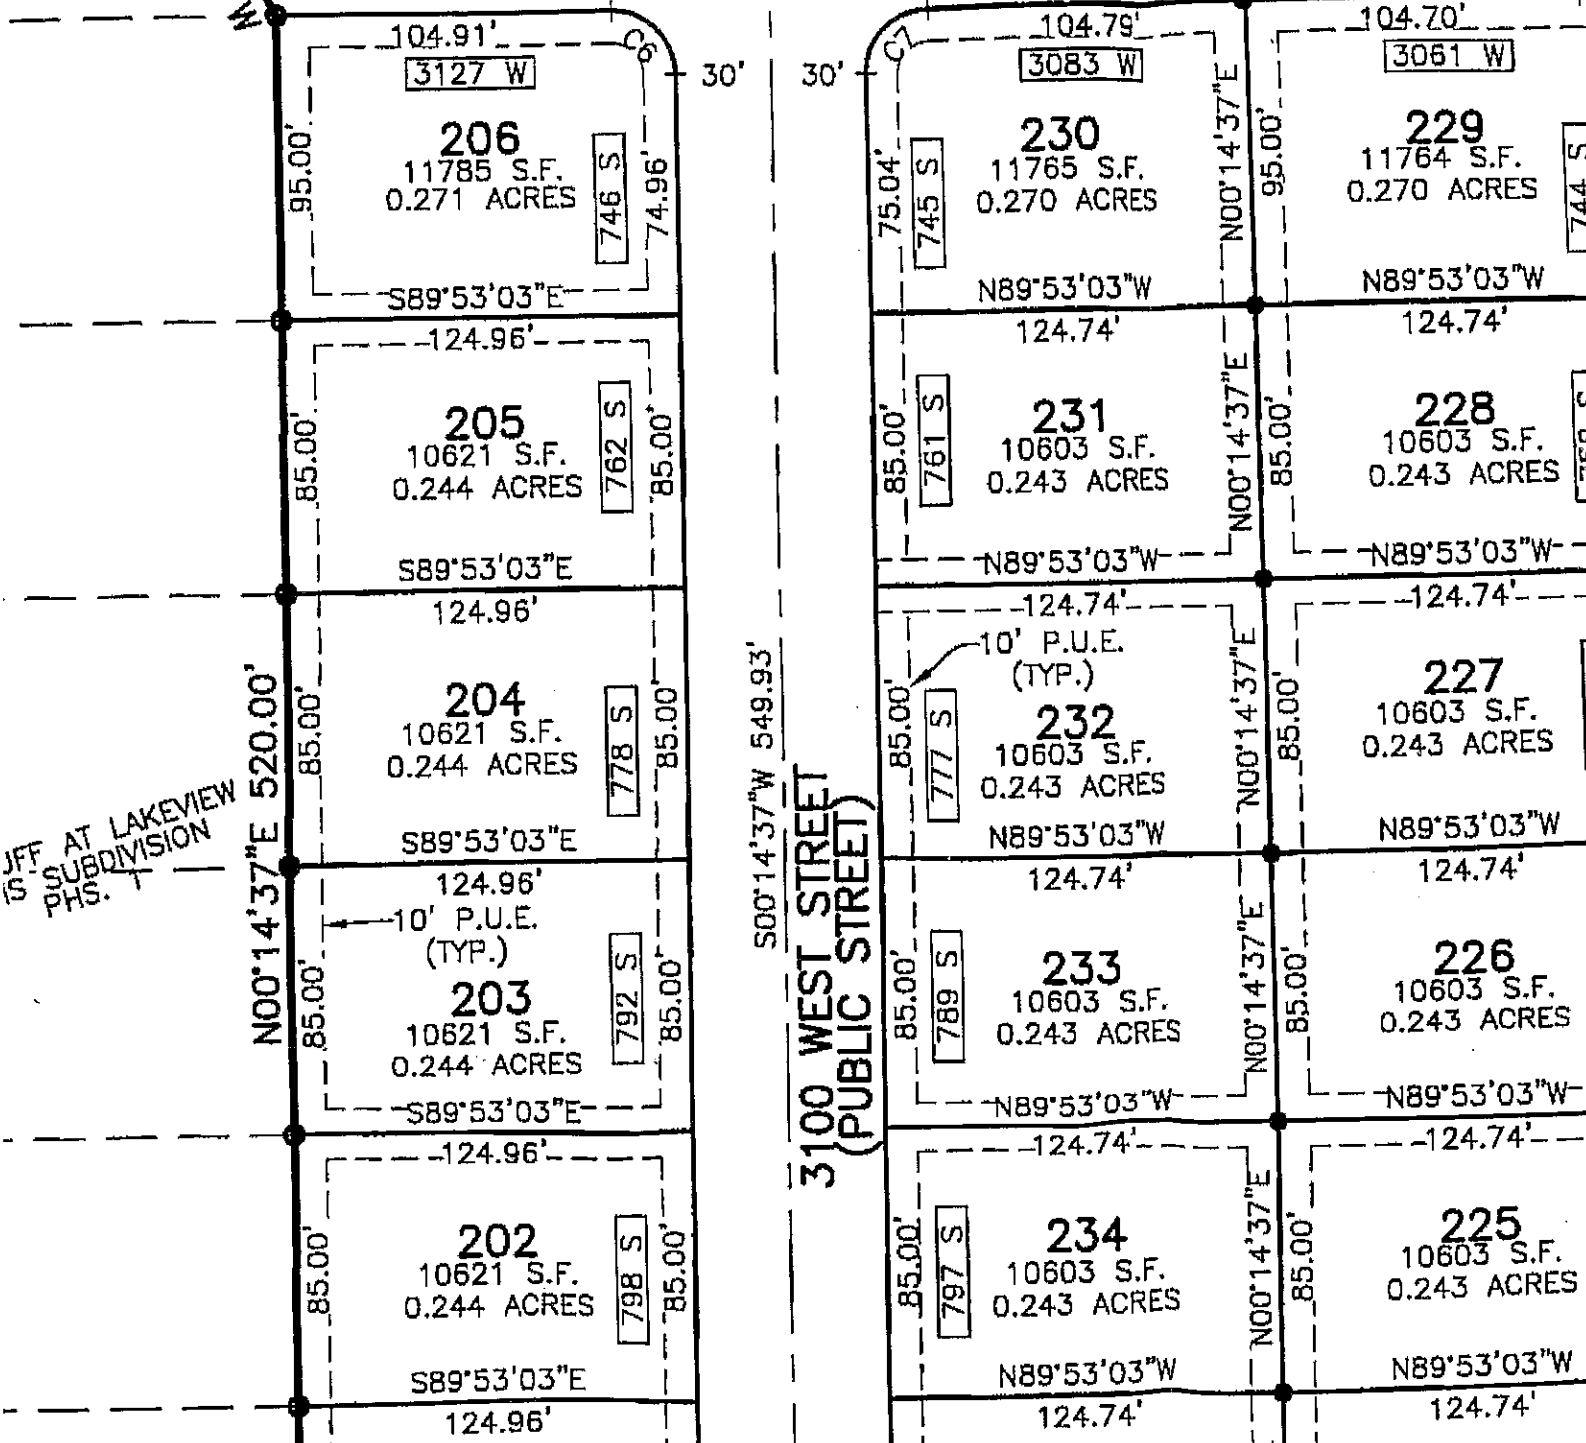 W
104.91'
3127 W
C6
206
11785 S.F.
0.271 ACRES
95.00'
746 S
74.96'
S89°53'03"E
124.96'
30'
30'
C7
104.79'
3083 W
230
11765 S.F.
0.270 ACRES
75.04'
745 S
N00°14'37"E
N89°53'03"W
124.74'
104.70'
3061 W
229
11764 S.F.
0.270 ACRES
95.00'
744 S
N89°53'03"W
124.74'
205
10621 S.F.
0.244 ACRES
85.00'
762 S
85.00'
S89°53'03"E
124.96'
231
10603 S.F.
0.243 ACRES
85.00'
761 S
N00°14'37"E
N89°53'03"W
124.74'
228
10603 S.F.
0.243 ACRES
85.00'
N89°53'03"W
124.74'
204
10621 S.F.
0.244 ACRES
85.00'
778 S
85.00'
S89°53'03"E
124.96'
10' P.U.E.
(TYP.)
232
10603 S.F.
0.243 ACRES
85.00'
777 S
N00°14'37"E
N89°53'03"W
124.74'
227
10603 S.F.
0.243 ACRES
85.00'
N89°53'03"W
124.74'
N00°14'37"E 520.00'
AT LAKEVIEW
SUBDIVISION
PHS. 1
S00°14'37"W 549.93'
3100 WEST STREET
(PUBLIC STREET)
10' P.U.E.
(TYP.)
203
10621 S.F.
0.244 ACRES
85.00'
792 S
85.00'
S89°53'03"E
124.96'
233
10603 S.F.
0.243 ACRES
85.00'
789 S
N00°14'37"E
N89°53'03"W
124.74'
226
10603 S.F.
0.243 ACRES
85.00'
N89°53'03"W
124.74'
202
10621 S.F.
0.244 ACRES
85.00'
798 S
85.00'
S89°53'03"E
124.96'
234
10603 S.F.
0.243 ACRES
85.00'
797 S
N00°14'37"E
N89°53'03"W
124.74'
225
10603 S.F.
0.243 ACRES
85.00'
N89°53'03"W
124.74'